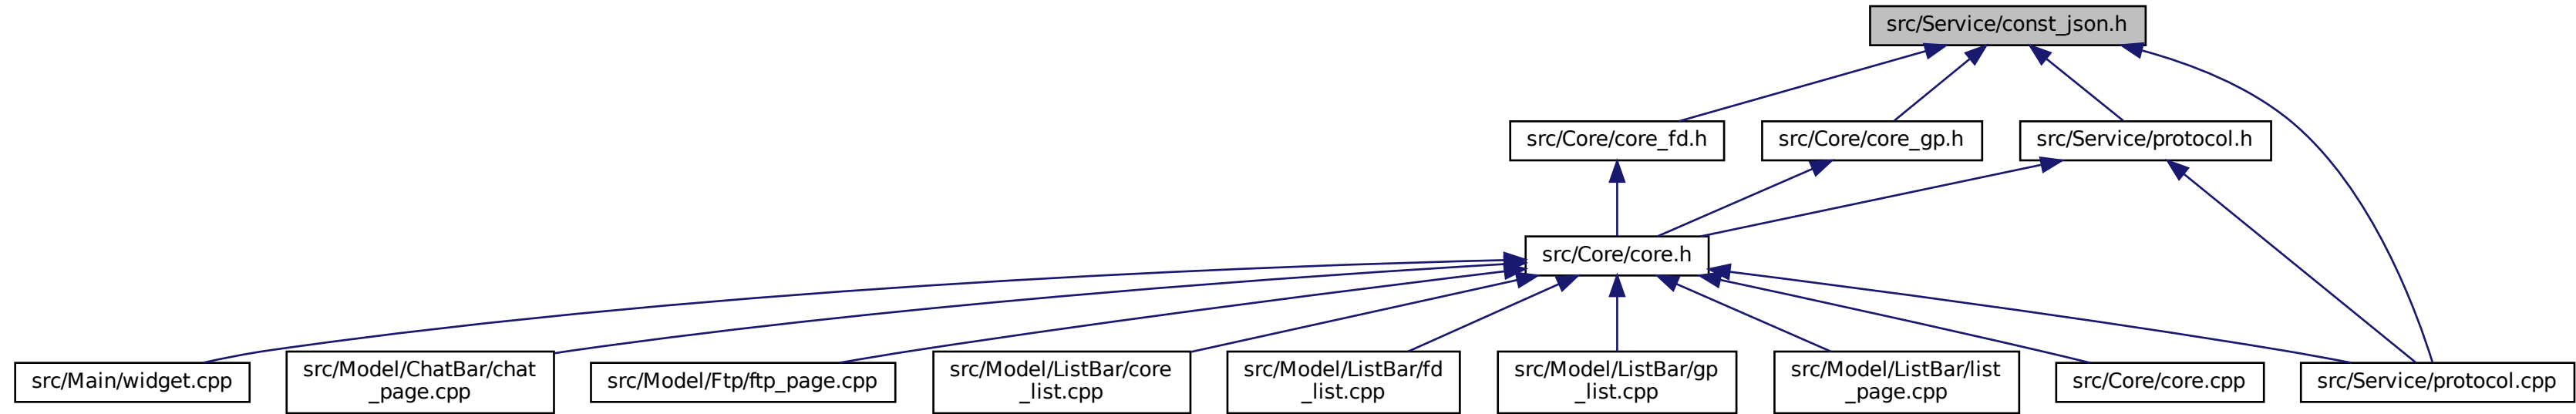 src/Service/const_json.h
src/Core/core_fd.h
src/Core/core_gp.h
src/Service/protocol.h
src/Core/core.h
src/Main/widget.cpp
src/Model/ChatBar/chat
_page.cpp
src/Model/Ftp/ftp_page.cpp
src/Model/ListBar/core
_list.cpp
src/Model/ListBar/fd
_list.cpp
src/Model/ListBar/gp
_list.cpp
src/Model/ListBar/list
_page.cpp
src/Core/core.cpp
src/Service/protocol.cpp